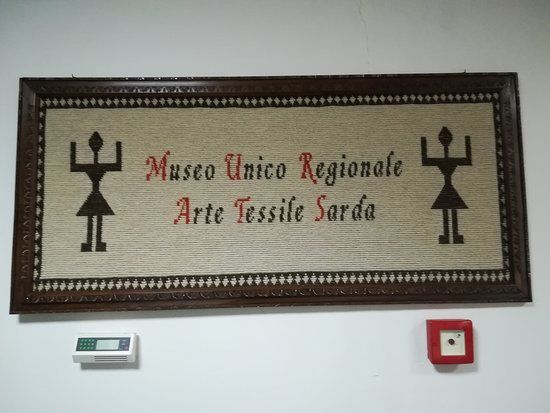 Museo Unico Regionale
Arte Tessile Sarda